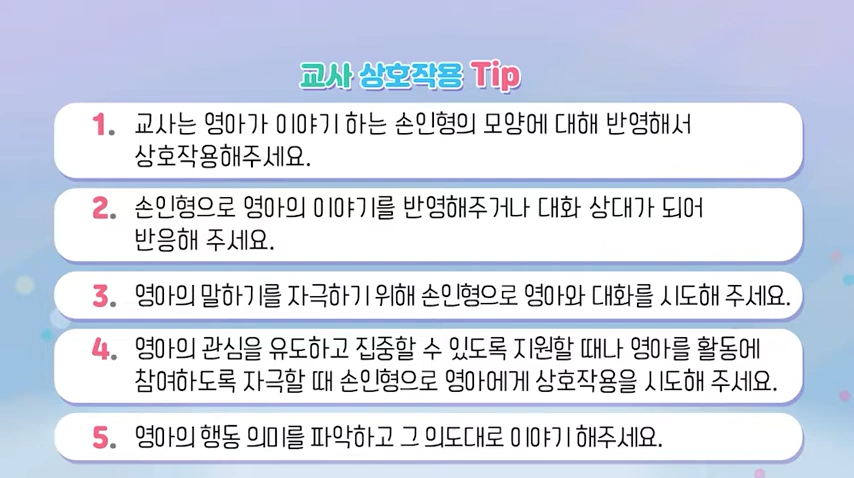 교사 상호작용 Tip
1. 교사는 영아가 이야기 하는 손인형의 모양에 대해 반영해서
상호작용해주세요.
2. 손인형으로 영아의 이야기를 반영해주거나 대화 상대가 되어
반응해 주세요.
3. 영아의 말하기를 자극하기 위해 손인형으로 영아와 대화를 시도해 주세요.
4. 영아의 관심을 유도하고 집중할 수 있도록 지원할 때나 영아를 활동에
참여하도록 자극할 때 손인형으로 영아에게 상호작용을 시도해 주세요.
5. 영아의 행동 의미를 파악하고 그 의도대로 이야기 해주세요.